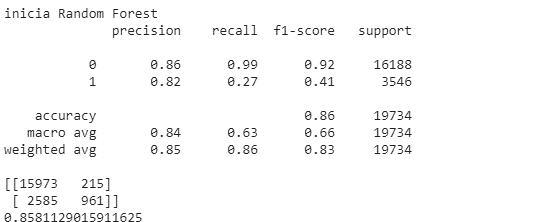 inicia Random Forest
precision recall f1-score support
0 0.86 0.99 0.92 16188
1 0.82 0.27 0.41 3546
accuracy 0.86 19734
macro avg 0.84 0.63 0.66 19734
weighted avg 0.85 0.86 0.83 19734
[[15973 215]
[ 2585 961]]
0.8581129015911625